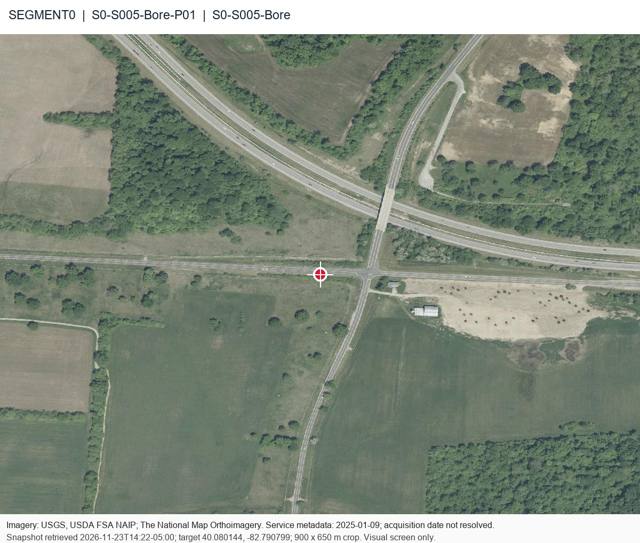 SEGMENT0 | S0-S005-Bore-P01 | S0-S005-Bore
Imagery: USGS, USDA FSA NAIP; The National Map Orthoimagery. Service metadata: 2025-01-09; acquisition date not resolved.
Snapshot retrieved 2026-11-23T14:22-05:00; target 40.080144, -82.790799; 900 x 650 m crop. Visual screen only.